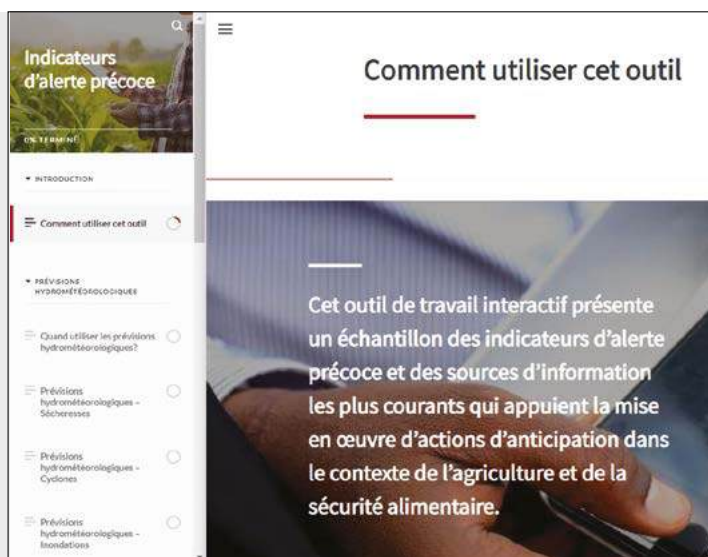 Indicateurs
d'alerte précoce
0% TERMINÉ
INTRODUCTION
Comment utiliser cet outil
PRÉVISIONS
HYDROMÉTÉOROLOGIQUES
Quand utiliser les prévisions
hydrométéorologiques?
Prévisions
hydrométéorologiques –
Sécheresses
Prévisions
hydrométéorologiques –
Cyclones
Prévisions
hydrométéorologiques –
Inondations
Comment utiliser cet outil
Cet outil de travail interactif présente
un échantillon des indicateurs d'alerte
précoce et des sources d'information
les plus courants qui appuient la mise
en œuvre d'actions d'anticipation dans
le contexte de l'agriculture et de la
sécurité alimentaire.